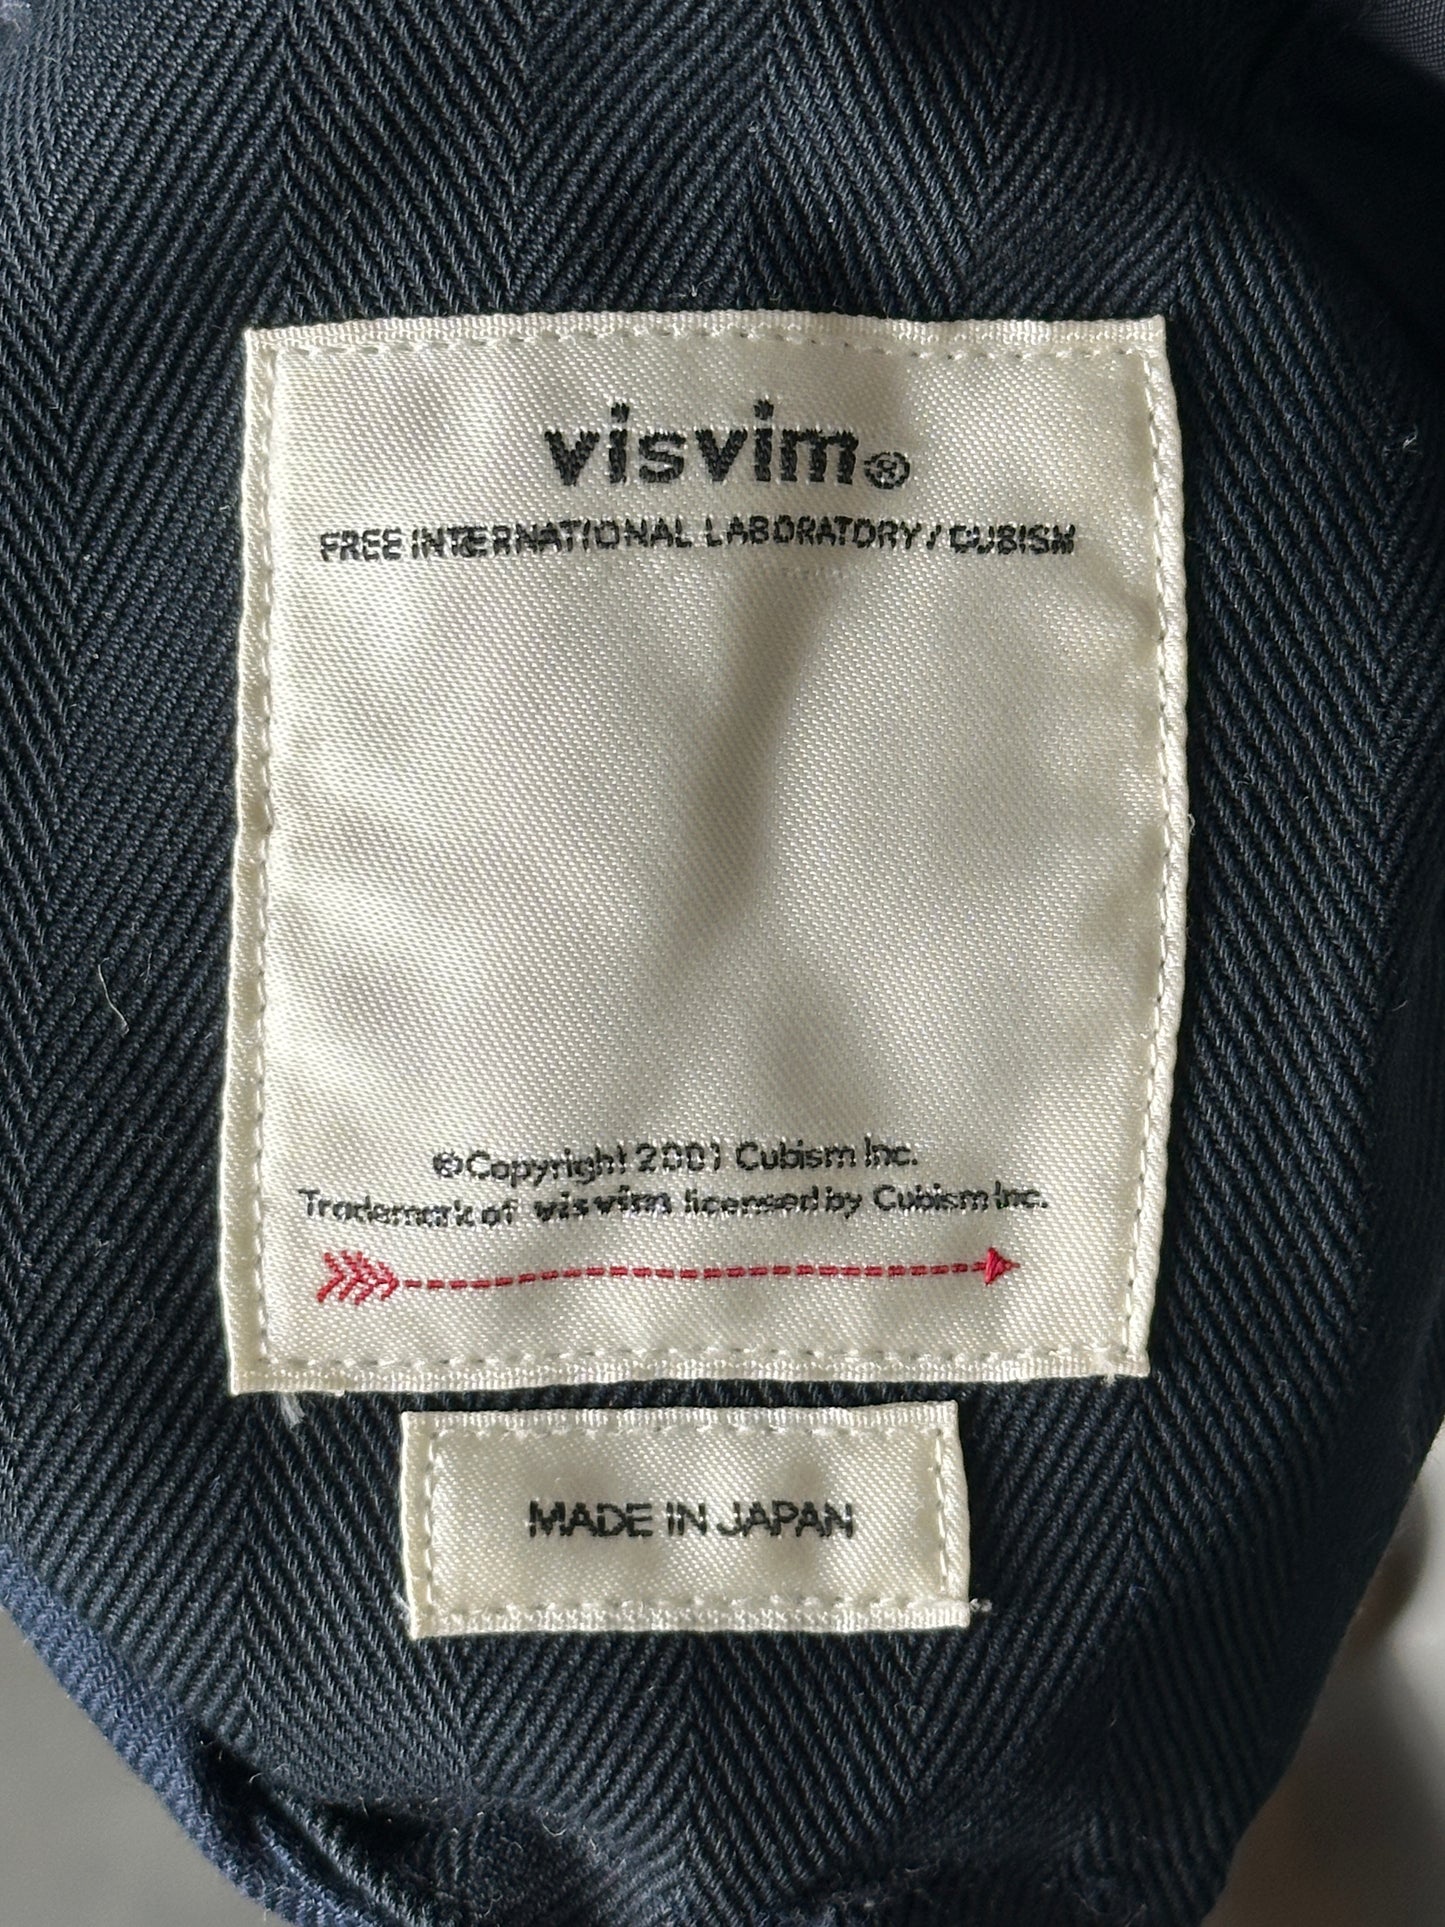 visvim®
FREE INTERNATIONAL LABORATORY / CUBISM
©Copyright 2001 Cubism Inc.
Trademark of visvim licensed by Cubism Inc.
MADE IN JAPAN